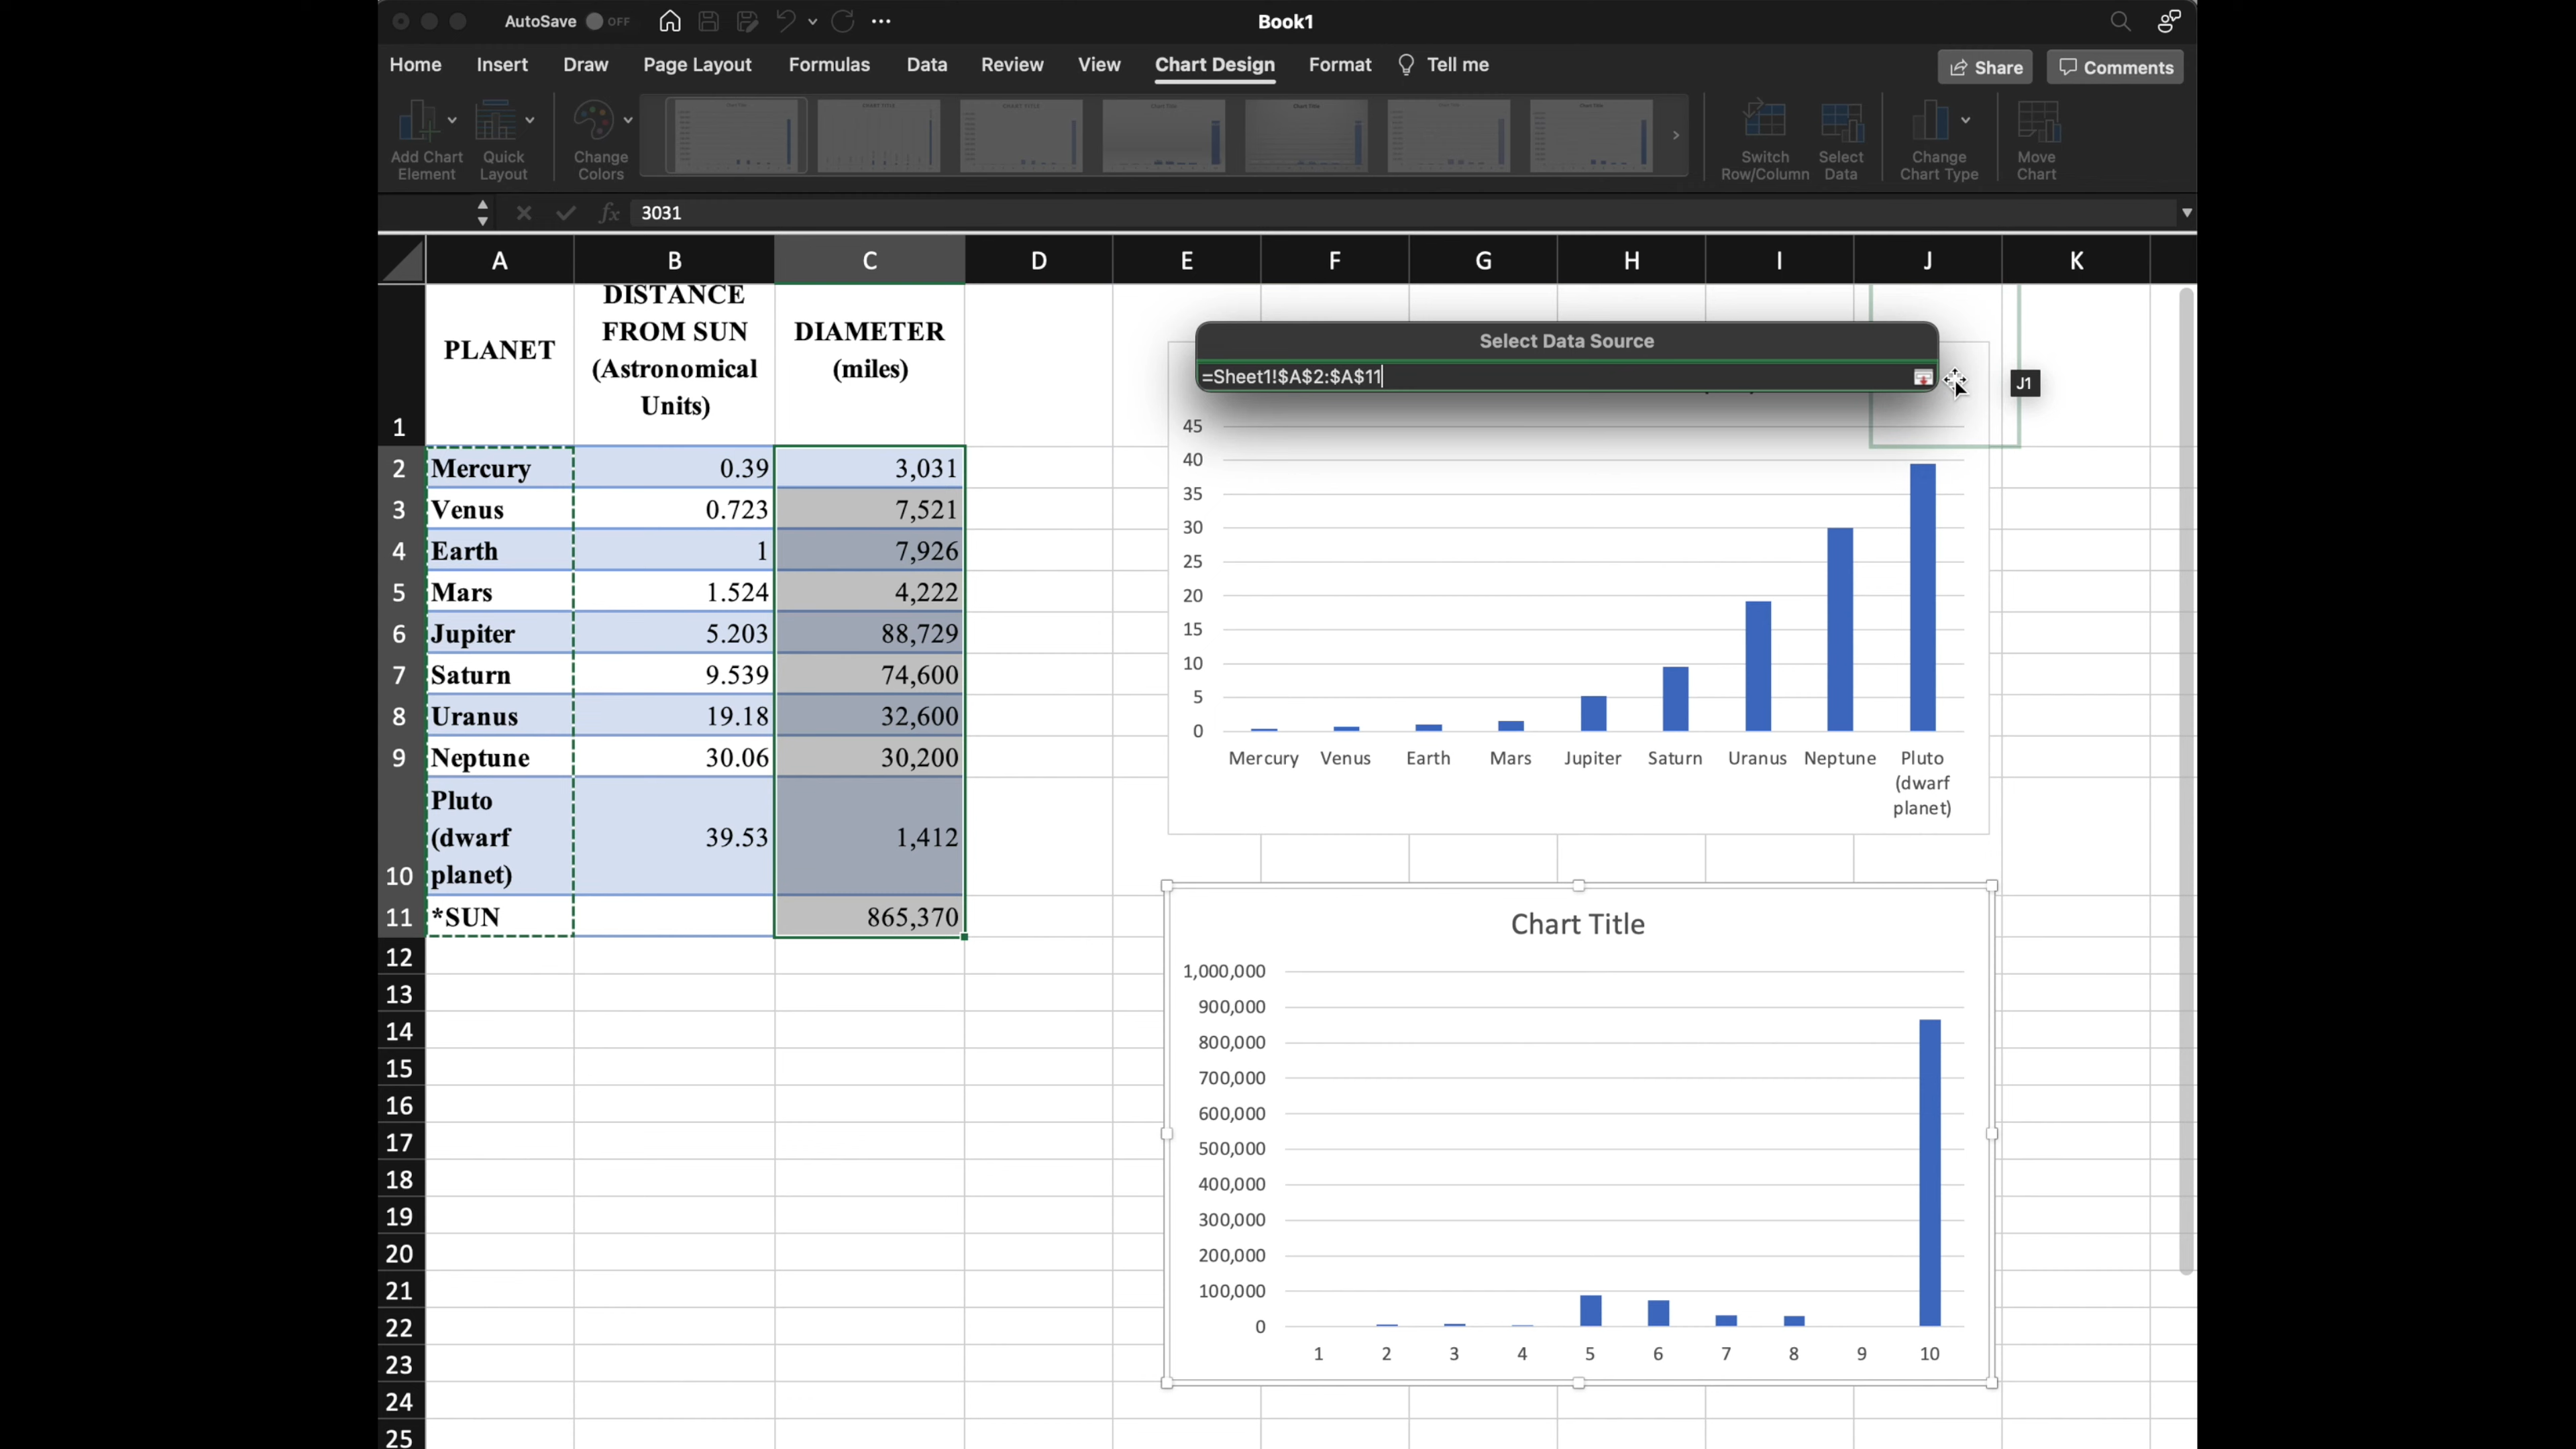 AutoSave OFF
Book1
Home Insert Draw Page Layout Formulas Data Review View Chart Design Format Tell me
Share Comments
Add Chart Element
Quick Layout
Change Colors
Switch Row/Column
Select Data
Change Chart Type
Move Chart
fx 3031
A B C D E F G H I J K
1 PLANET
DISTANCE
FROM SUN
(Astronomical
Units)
DIAMETER
(miles)
2 Mercury 0.39 3,031
3 Venus 0.723 7,521
4 Earth 1 7,926
5 Mars 1.524 4,222
6 Jupiter 5.203 88,729
7 Saturn 9.539 74,600
8 Uranus 19.18 32,600
9 Neptune 30.06 30,200
10 Pluto
(dwarf
planet) 39.53 1,412
11 *SUN 865,370
12
13
14
15
16
17
18
19
20
21
22
23
24
25
Select Data Source
=Sheet1!$A$2:$A$11
J1
45
40
35
30
25
20
15
10
5
0
Mercury Venus Earth Mars Jupiter Saturn Uranus Neptune Pluto
(dwarf
planet)
Chart Title
1,000,000
900,000
800,000
700,000
600,000
500,000
400,000
300,000
200,000
100,000
0
1 2 3 4 5 6 7 8 9 10